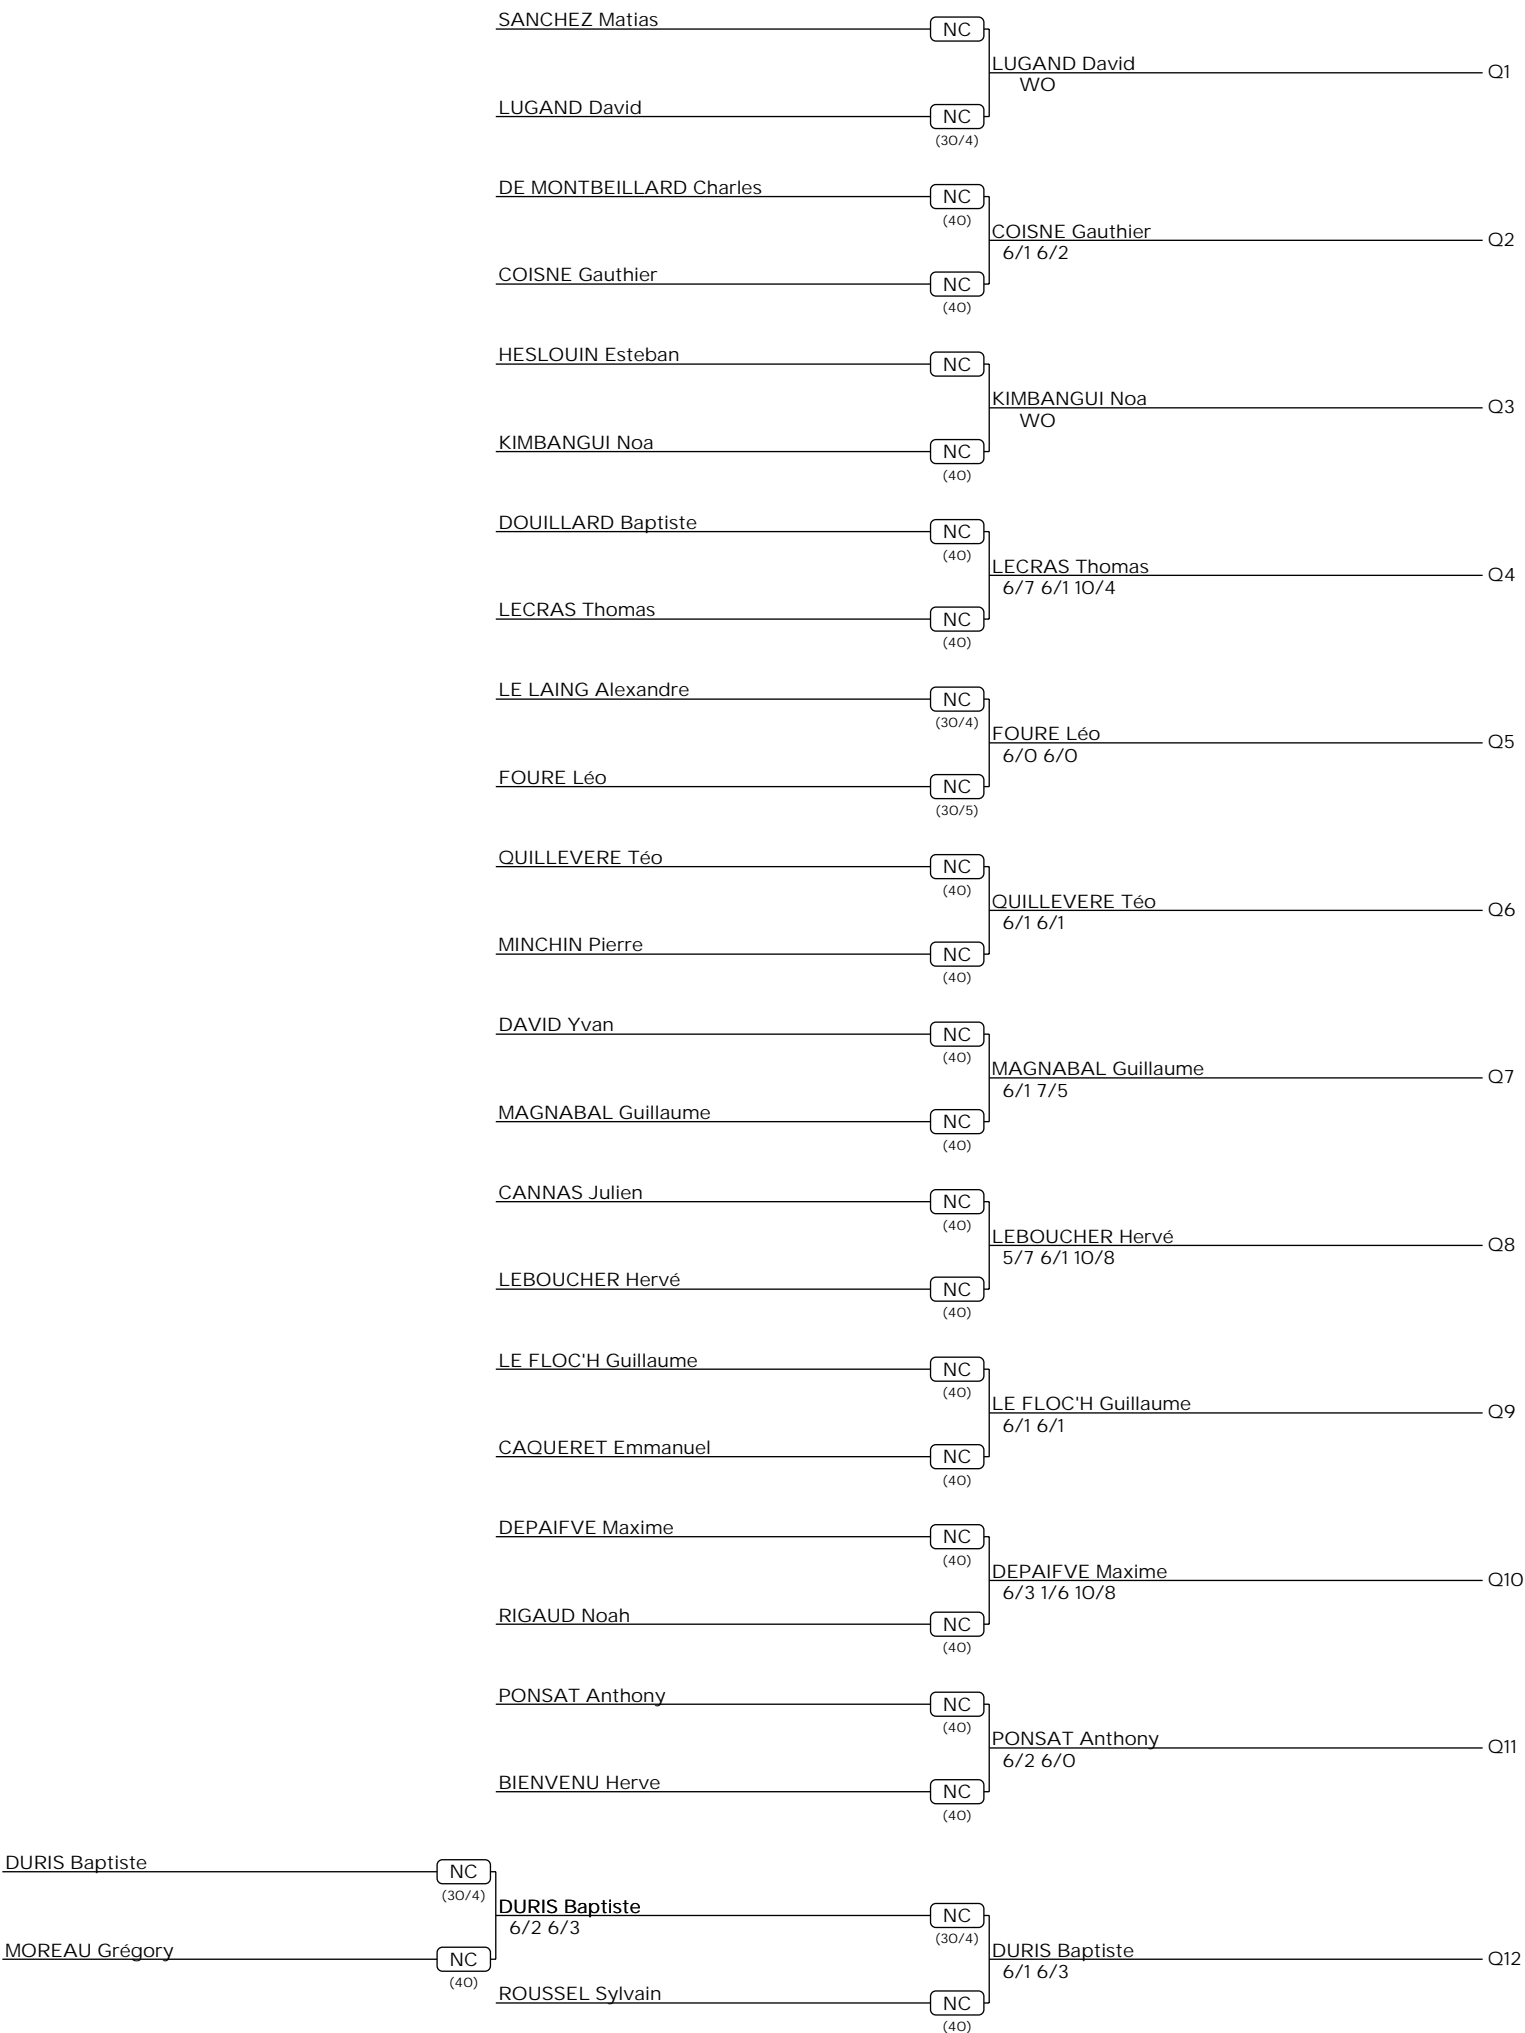 SANCHEZ Matias
NC
LUGAND David
WO
Q1
LUGAND David
NC
(30/4)
DE MONTBEILLARD Charles
NC
(40)
COISNE Gauthier
6/1 6/2
Q2
COISNE Gauthier
NC
(40)
HESLOUIN Esteban
NC
KIMBANGUI Noa
WO
Q3
KIMBANGUI Noa
NC
(40)
DOUILLARD Baptiste
NC
(40)
LECRAS Thomas
6/7 6/1 10/4
Q4
LECRAS Thomas
NC
(40)
LE LAING Alexandre
NC
(30/4)
FOURE Léo
6/0 6/0
Q5
FOURE Léo
NC
(30/5)
QUILLEVERE Téo
NC
(40)
QUILLEVERE Téo
6/1 6/1
Q6
MINCHIN Pierre
NC
(40)
DAVID Yvan
NC
(40)
MAGNABAL Guillaume
6/1 7/5
Q7
MAGNABAL Guillaume
NC
(40)
CANNAS Julien
NC
(40)
LEBOUCHER Hervé
5/7 6/1 10/8
Q8
LEBOUCHER Hervé
NC
(40)
LE FLOC'H Guillaume
NC
(40)
LE FLOC'H Guillaume
6/1 6/1
Q9
CAQUERET Emmanuel
NC
(40)
DEPAIFVE Maxime
NC
(40)
DEPAIFVE Maxime
6/3 1/6 10/8
Q10
RIGAUD Noah
NC
(40)
PONSAT Anthony
NC
(40)
PONSAT Anthony
6/2 6/0
Q11
BIENVENU Herve
NC
(40)
DURIS Baptiste
NC
(30/4)
DURIS Baptiste
6/2 6/3
NC
(30/4)
MOREAU Grégory
NC
(40)
DURIS Baptiste
6/1 6/3
Q12
ROUSSEL Sylvain
NC
(40)